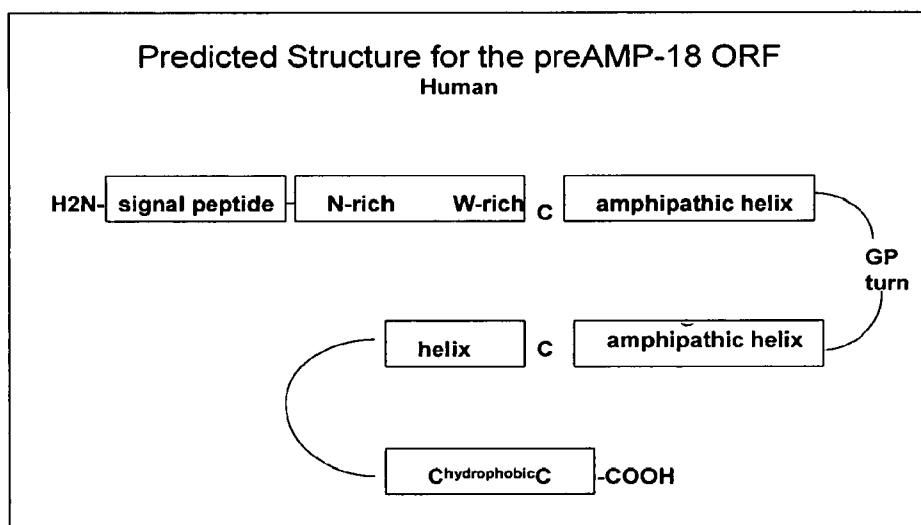 Predicted Structure for the preAMP-18 ORF
Human
H2N- signal peptide N-rich W-rich C amphipathic helix
GP
turn
helix C amphipathic helix
ChydrophobicC -COOH